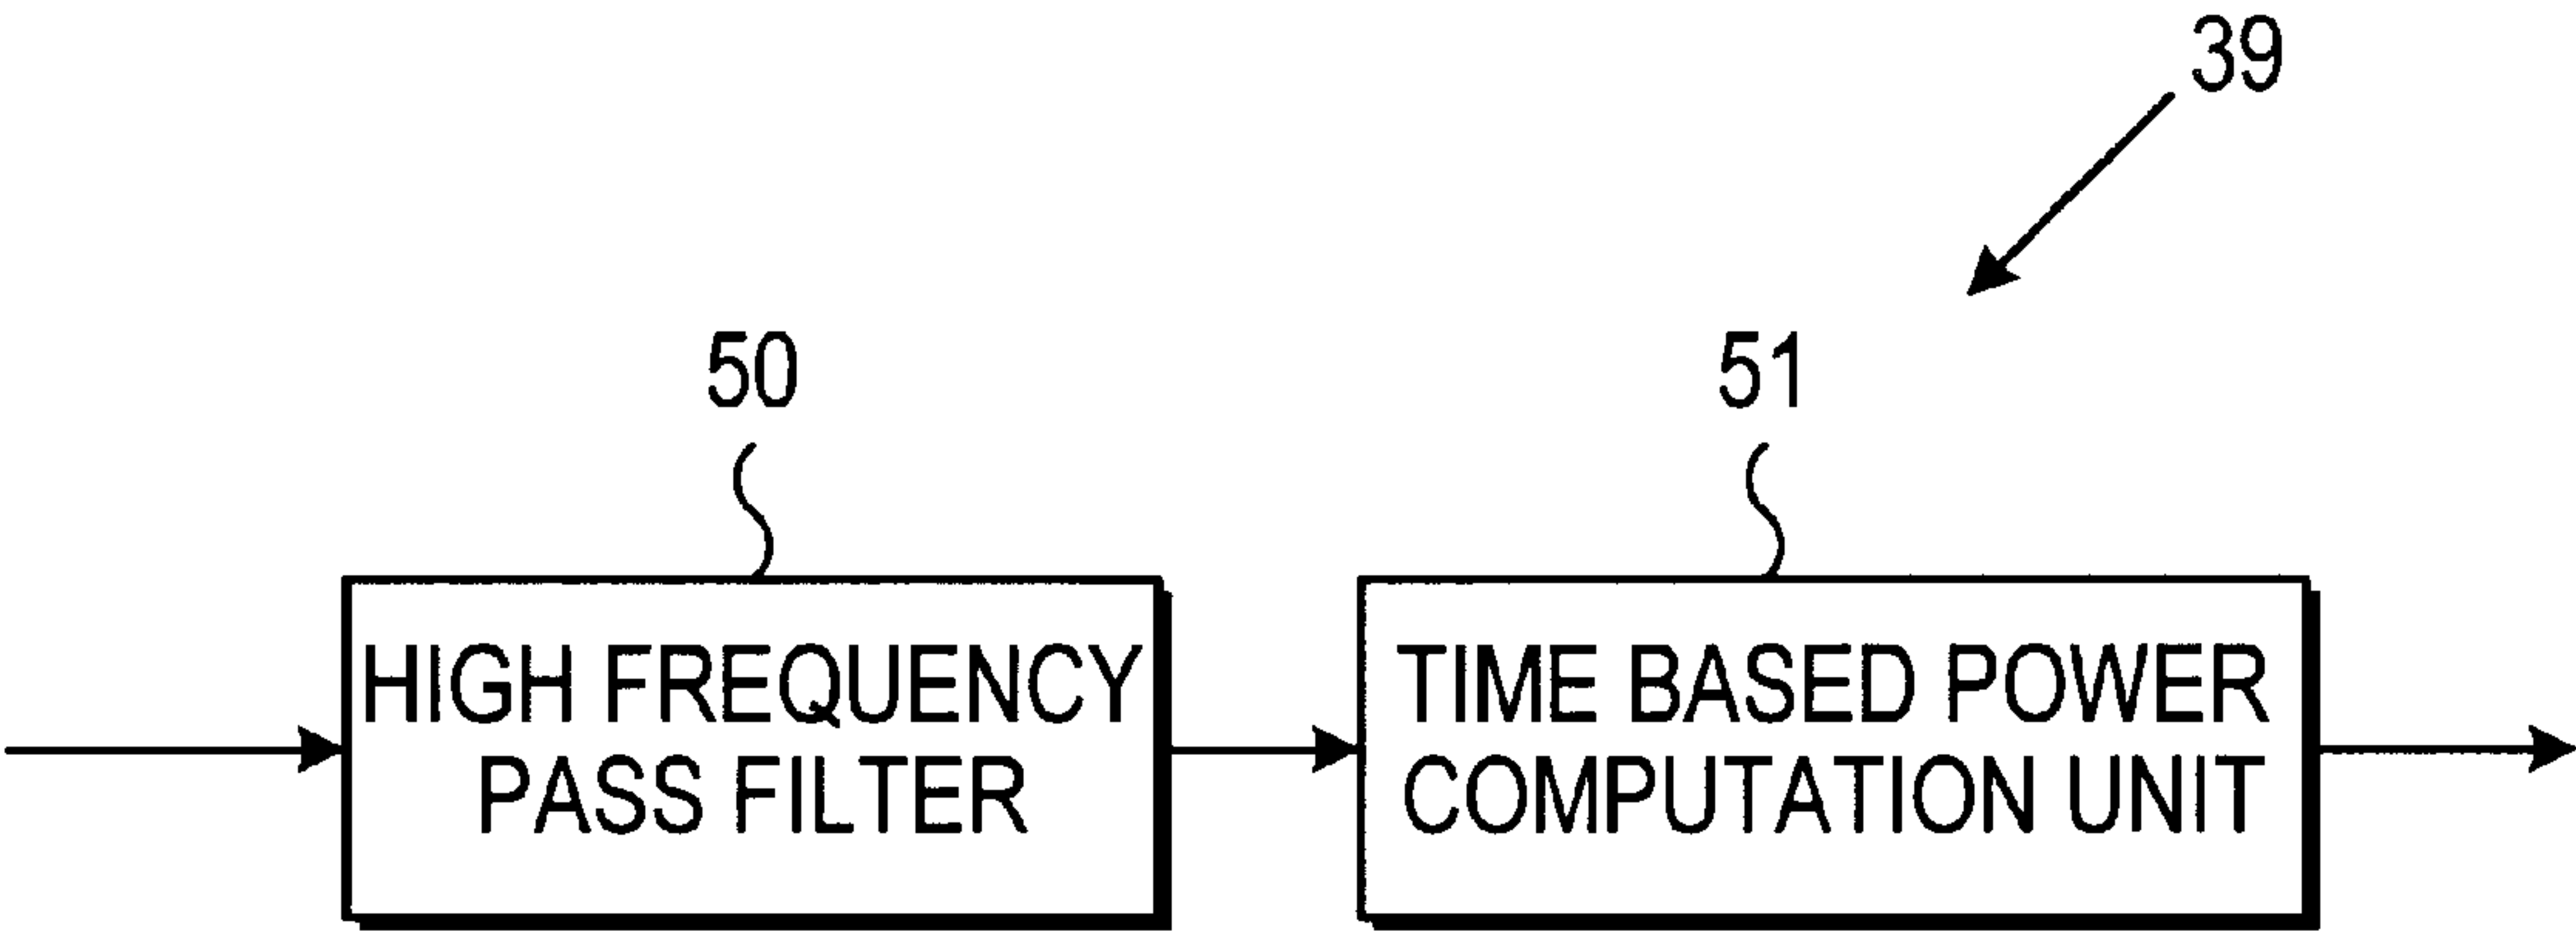 39
50
51
HIGH FREQUENCY
PASS FILTER
TIME BASED POWER
COMPUTATION UNIT